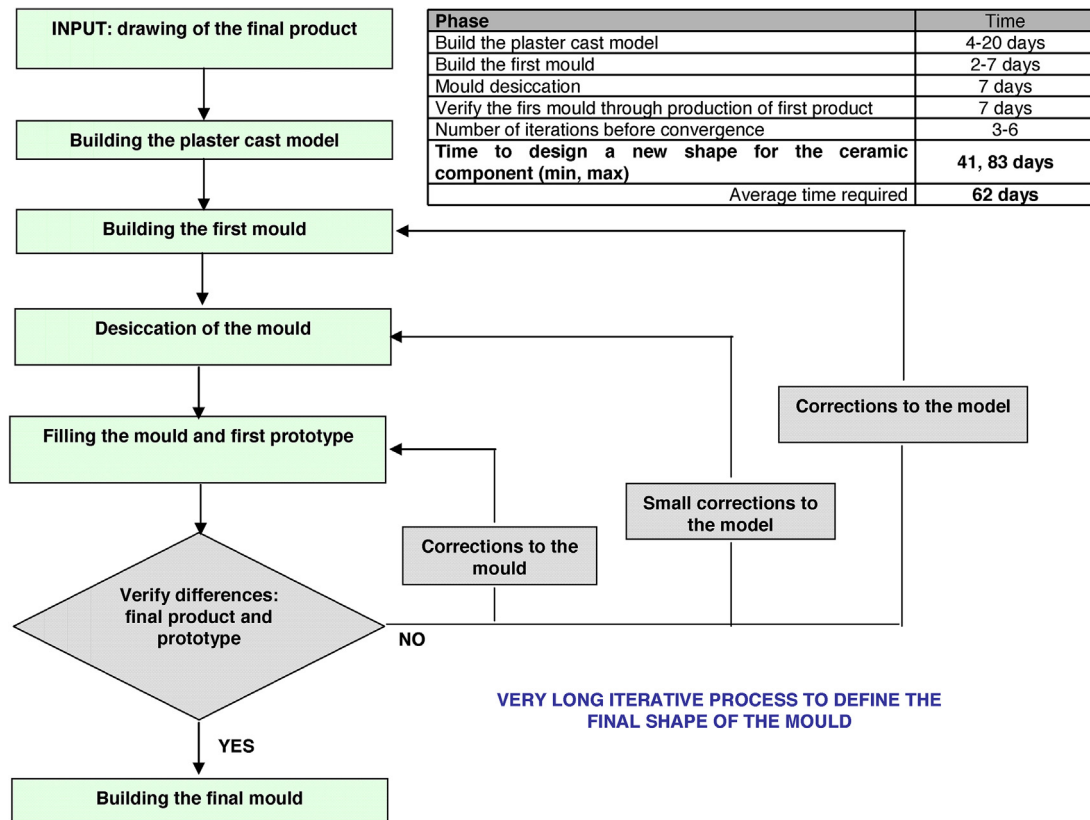 INPUT: drawing of the final product
Building the plaster cast model
Building the first mould
Desiccation of the mould
Filling the mould and first prototype
Verify differences:
final product and
prototype
NO
YES
Building the final mould
Corrections to the
mould
Small corrections to
the model
Corrections to the model
Phase Time
Build the plaster cast model 4-20 days
Build the first mould 2-7 days
Mould desiccation 7 days
Verify the firs mould through production of first product 7 days
Number of iterations before convergence 3-6
Time to design a new shape for the ceramic
component (min, max) 41, 83 days
Average time required 62 days
VERY LONG ITERATIVE PROCESS TO DEFINE THE
FINAL SHAPE OF THE MOULD